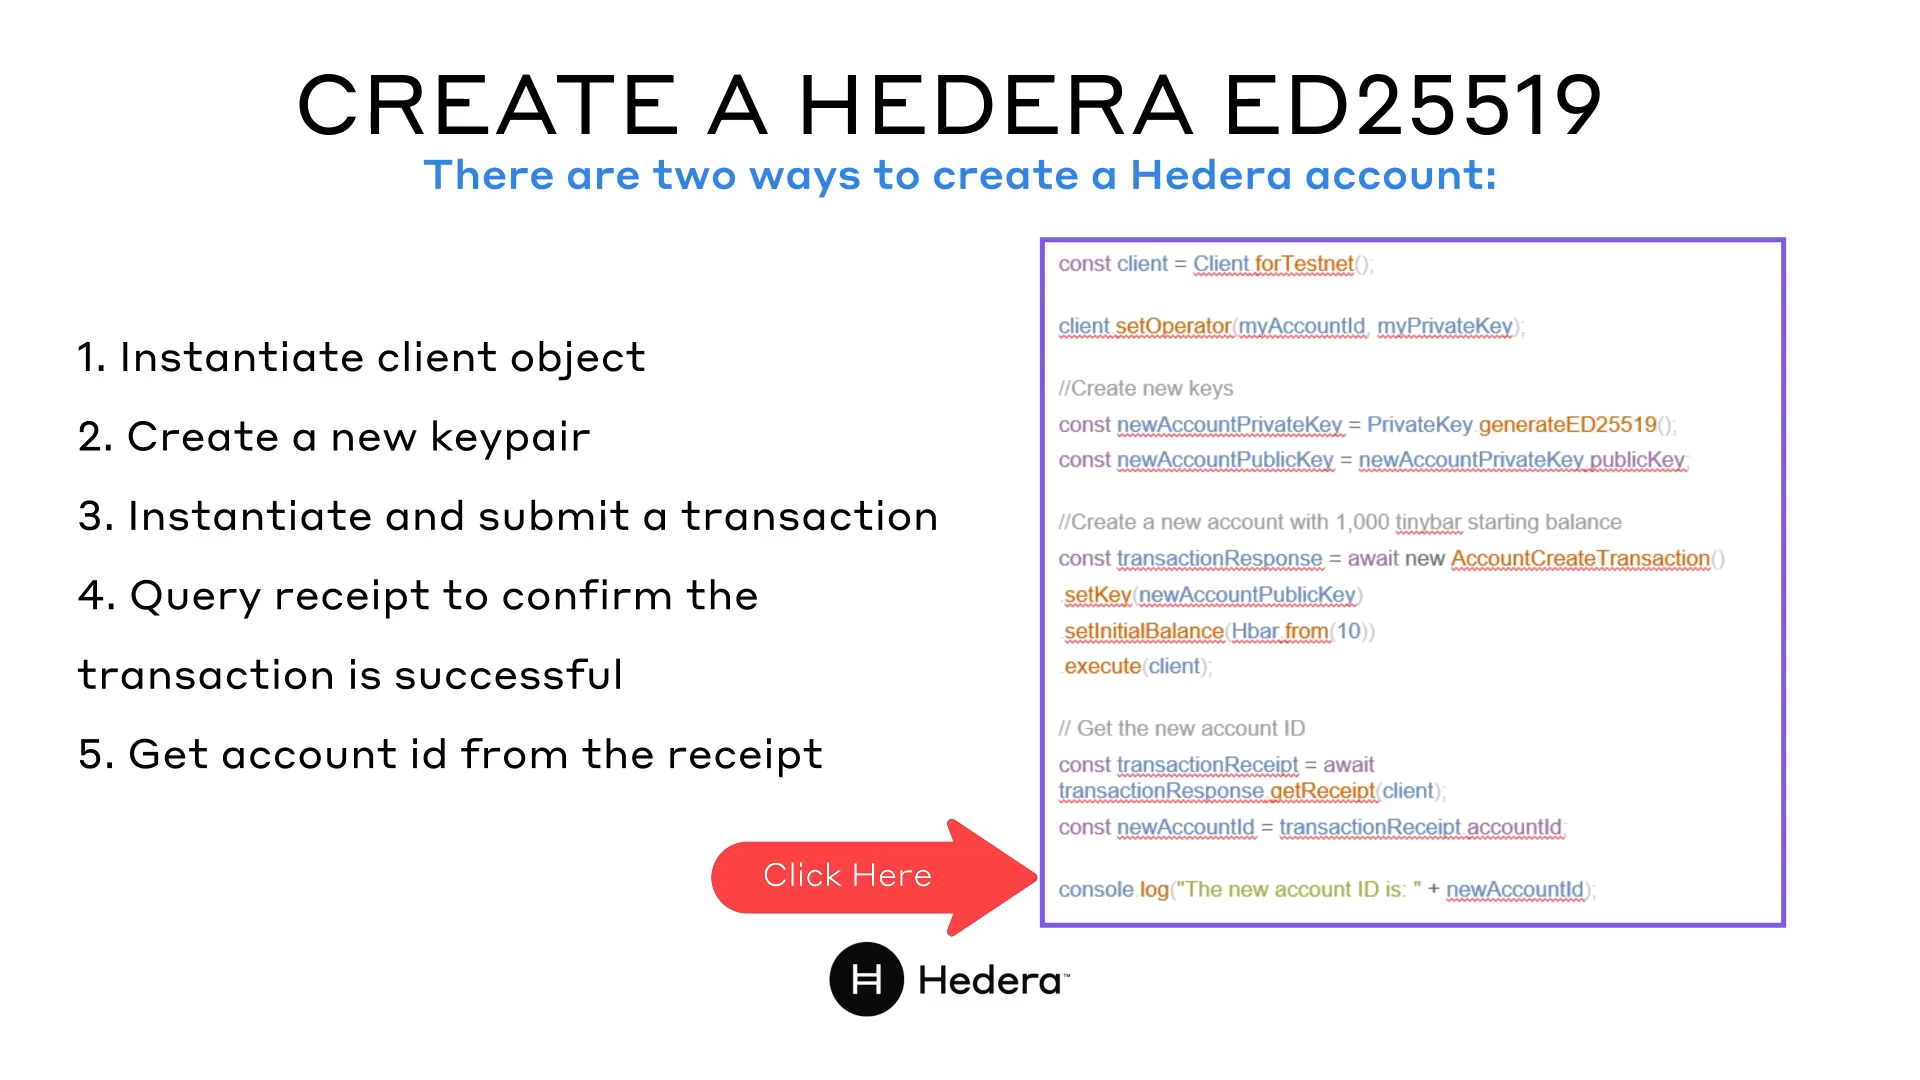 CREATE A HEDERA ED25519
There are two ways to create a Hedera account:
1. Instantiate client object
2. Create a new keypair
3. Instantiate and submit a transaction
4. Query receipt to confirm the
transaction is successful
5. Get account id from the receipt
Click Here
const client = Client.forTestnet();
client.setOperator(myAccountId, myPrivateKey);
//Create new keys
const newAccountPrivateKey = PrivateKey.generateED25519();
const newAccountPublicKey = newAccountPrivateKey.publicKey;
//Create a new account with 1,000 tinybar starting balance
const transactionResponse = await new AccountCreateTransaction()
.setKey(newAccountPublicKey)
.setInitialBalance(Hbar.from(10))
.execute(client);
// Get the new account ID
const transactionReceipt = await
transactionResponse.getReceipt(client);
const newAccountId = transactionReceipt.accountId;
console.log("The new account ID is: " + newAccountId);
H Hedera™